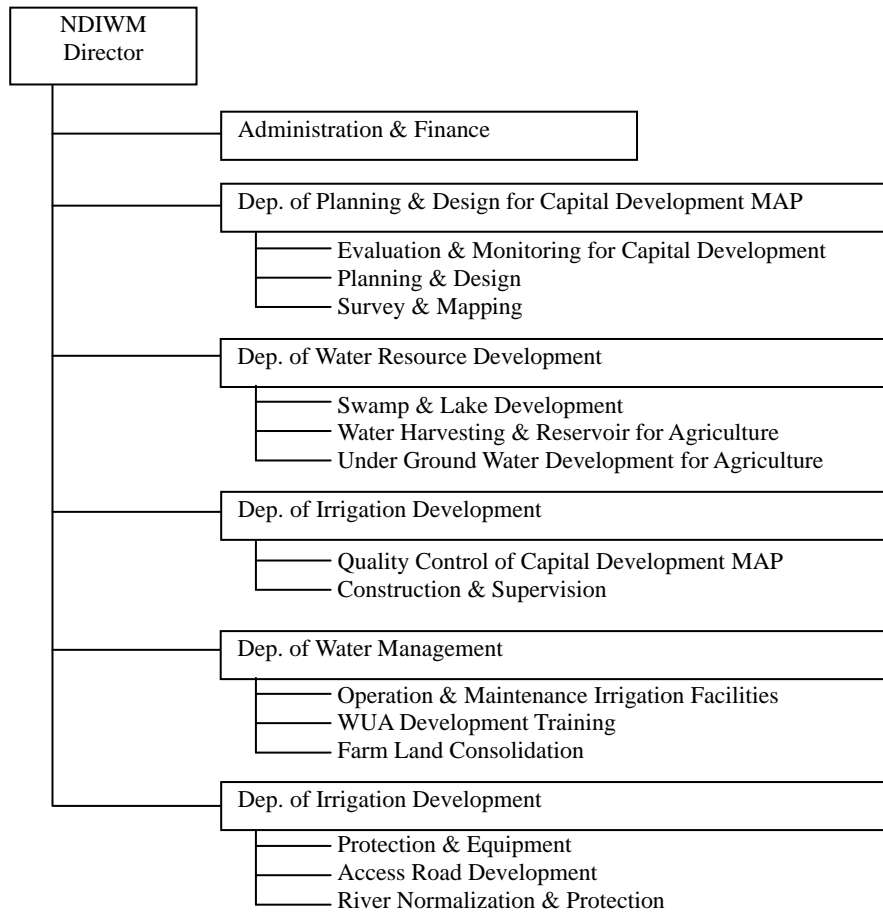 NDIWM
Director
Administration & Finance
Dep. of Planning & Design for Capital Development MAP
Evaluation & Monitoring for Capital Development
Planning & Design
Survey & Mapping
Dep. of Water Resource Development
Swamp & Lake Development
Water Harvesting & Reservoir for Agriculture
Under Ground Water Development for Agriculture
Dep. of Irrigation Development
Quality Control of Capital Development MAP
Construction & Supervision
Dep. of Water Management
Operation & Maintenance Irrigation Facilities
WUA Development Training
Farm Land Consolidation
Dep. of Irrigation Development
Protection & Equipment
Access Road Development
River Normalization & Protection